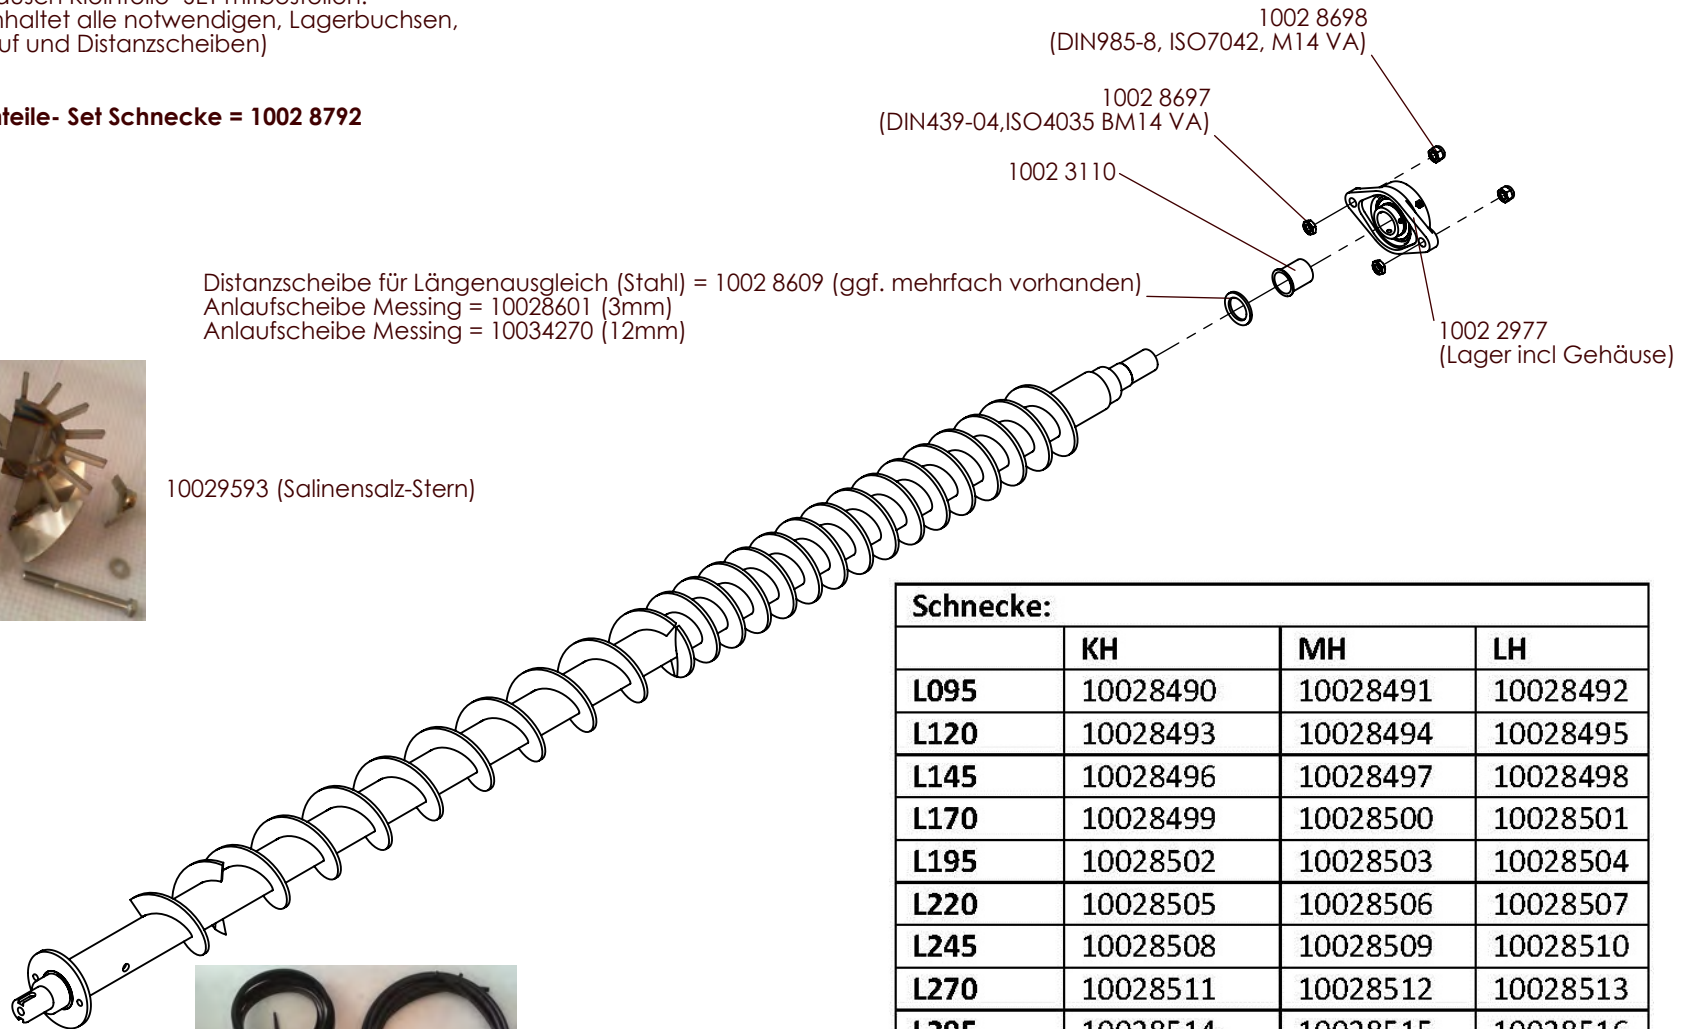 Kleinteile- SET mitbestellen.
alle notwendigen, Lagerbuchsen,
und Distanzscheiben)
Set Schnecke = 1002 8792
1002 8698
(DIN985-8, ISO7042, M14 VA)
1002 8697
(DIN439-04,ISO4035 BM14 VA)
1002 3110
Distanzscheibe für Längenausgleich (Stahl) = 1002 8609 (ggf. mehrfach vorhanden)
Anlaufscheibe Messing = 10028601 (3mm)
Anlaufscheibe Messing = 10034270 (12mm)
1002 2977
(Lager incl Gehäuse)
10029593 (Salinensalz-Stern)
Schnecke:
KH MH LH
L095 10028490 10028491 10028492
L120 10028493 10028494 10028495
L145 10028496 10028497 10028498
L170 10028499 10028500 10028501
L195 10028502 10028503 10028504
L220 10028505 10028506 10028507
L245 10028508 10028509 10028510
L270 10028511 10028512 10028513